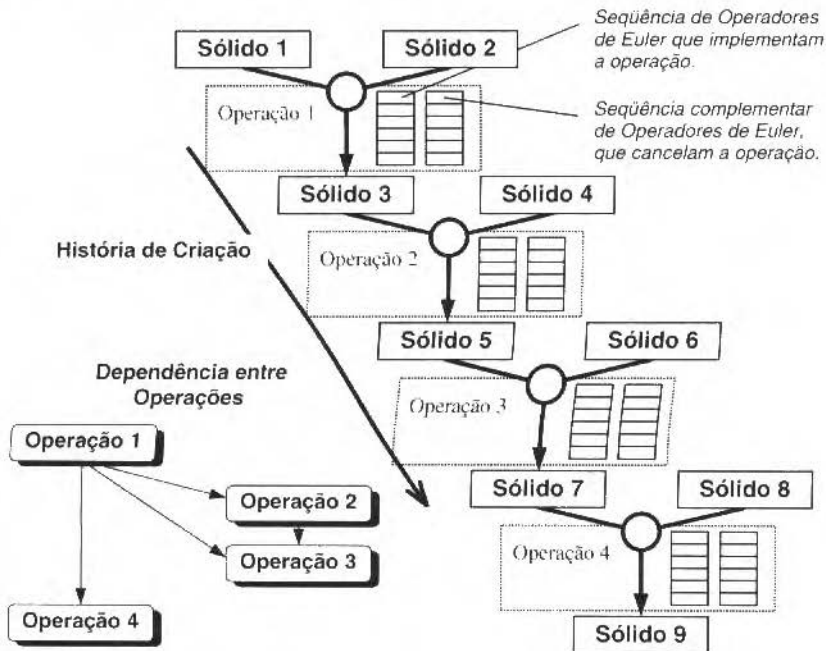 Seqüência de Operadores
de Euler que implementam
a operação.
Sólido 1
Sólido 2
Operação 1
Seqüência complementar
de Operadores de Euler,
que cancelam a operação.
Sólido 3
Sólido 4
História de Criação
Operação 2
Sólido 5
Sólido 6
Dependência entre
Operações
Operação 3
Operação 1
Sólido 7
Sólido 8
Operação 2
Operação 3
Operação 4
Operação 4
Sólido 9